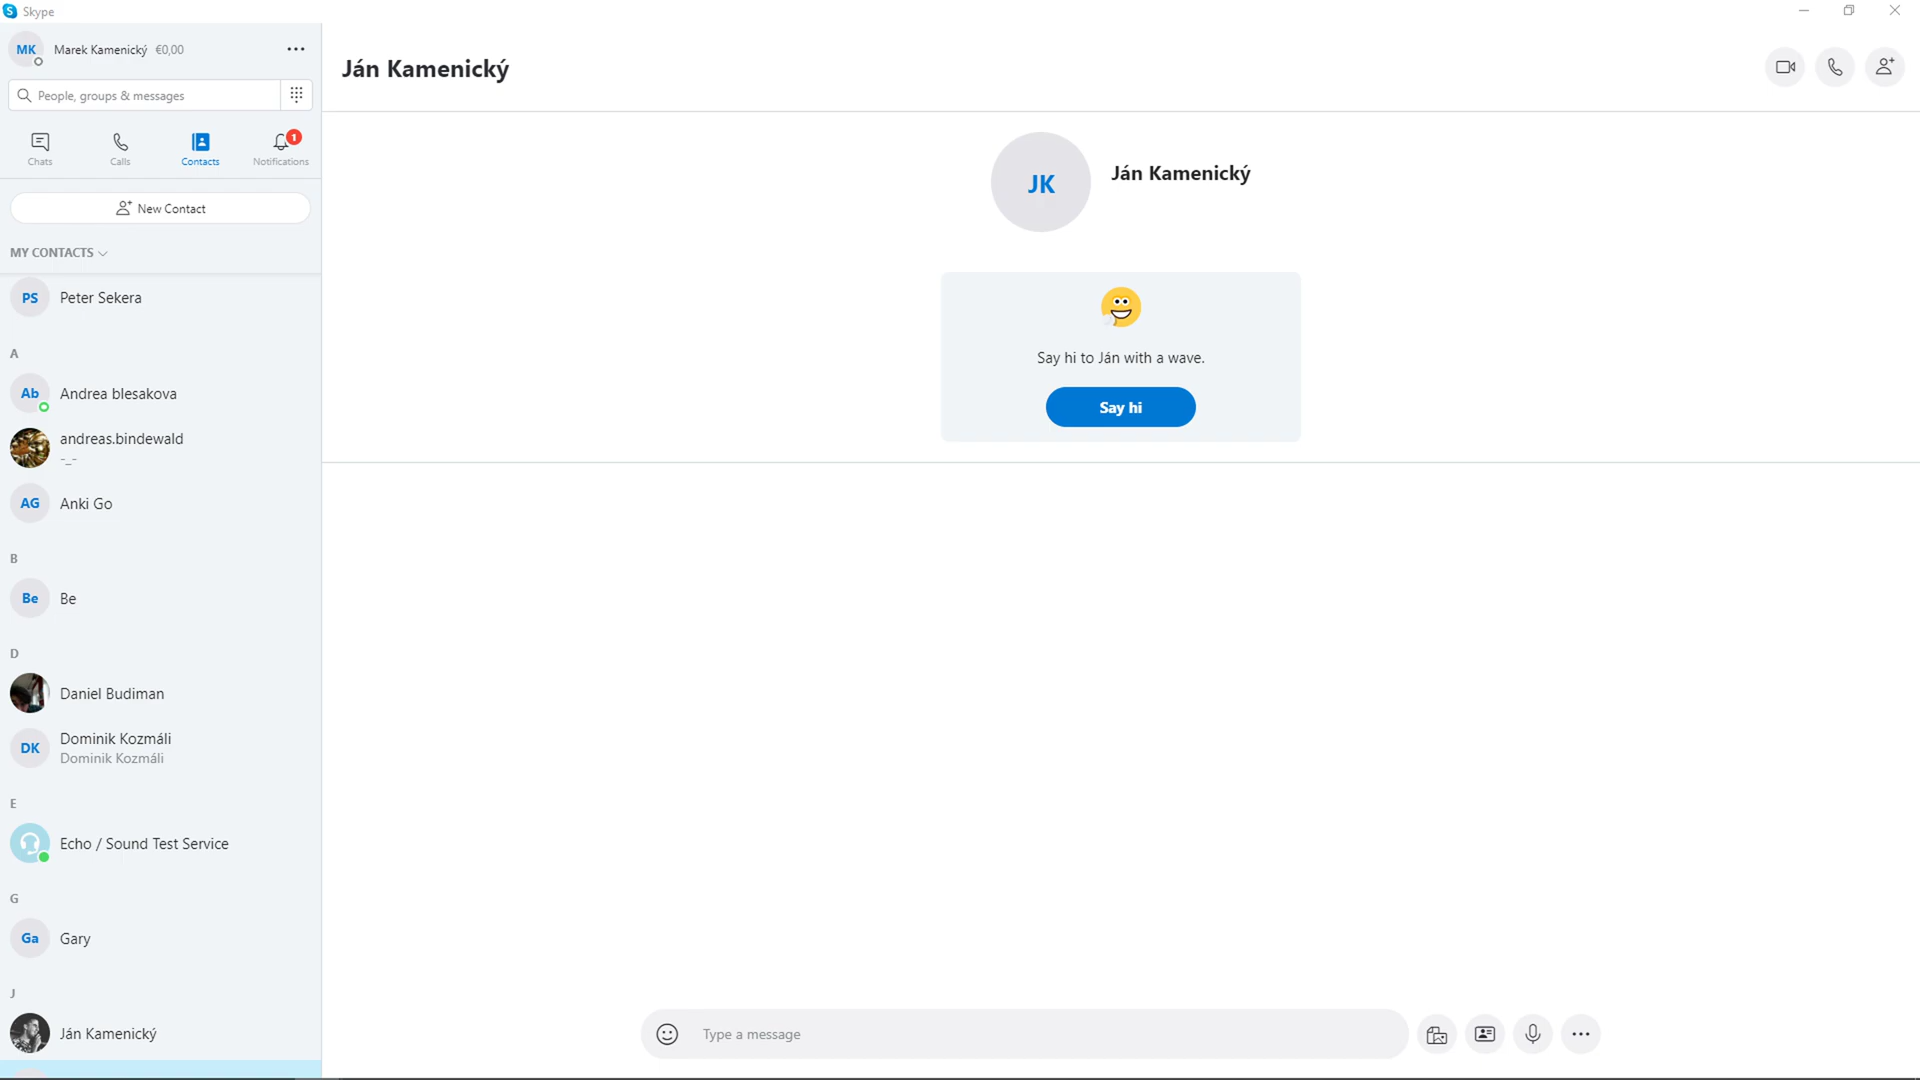 Skype
MK
Marek Kamenický €0,00
People, groups & messages
Chats
Calls
Contacts
1
Notifications
New Contact
MY CONTACTS
PS
Peter Sekera
A
Ab
Andrea blesakova
andreas.bindewald
-_-
AG
Anki Go
B
Be
Be
D
Daniel Budiman
DK
Dominik Kozmáli
Dominik Kozmáli
E
Echo / Sound Test Service
G
Ga
Gary
J
Ján Kamenický
Ján Kamenický
JK
Ján Kamenický
Say hi to Ján with a wave.
Say hi
Type a message